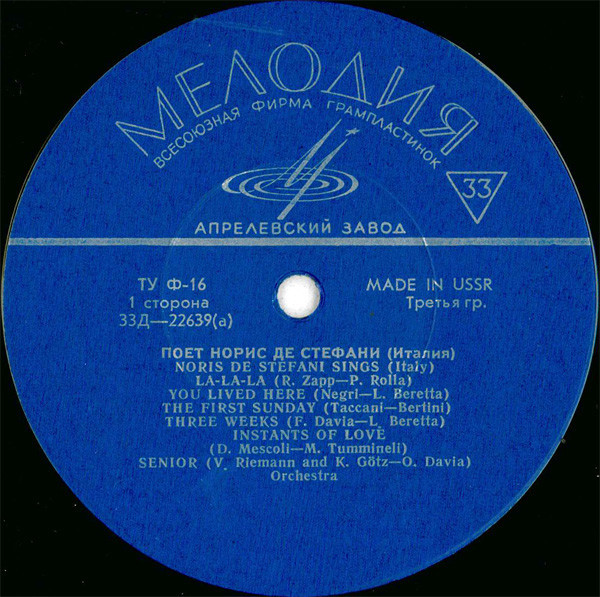 МЕЛОДИЯ
ВСЕСОЮЗНАЯ ФИРМА ГРАМПЛАСТИНОК
33
АПРЕЛЕВСКИЙ ЗАВОД
ТУ Ф-16
MADE IN USSR
1 сторона
Третья гр.
33Д—22639(а)
ПОЕТ НОРИС ДЕ СТЕФАНИ (Италия)
NORIS DE STEFANI SINGS (Italy)
LA-LA-LA (R. Zapp—P. Rolla)
YOU LIVED HERE (Negri—L. Beretta)
THE FIRST SUNDAY (Taccani—Bertini)
THREE WEEKS (F. Davia—L. Beretta)
INSTANTS OF LOVE
(D. Mescoli—M. Tummineli)
SENIOR (V. Riemann and K. Götz—O. Davia)
Orchestra